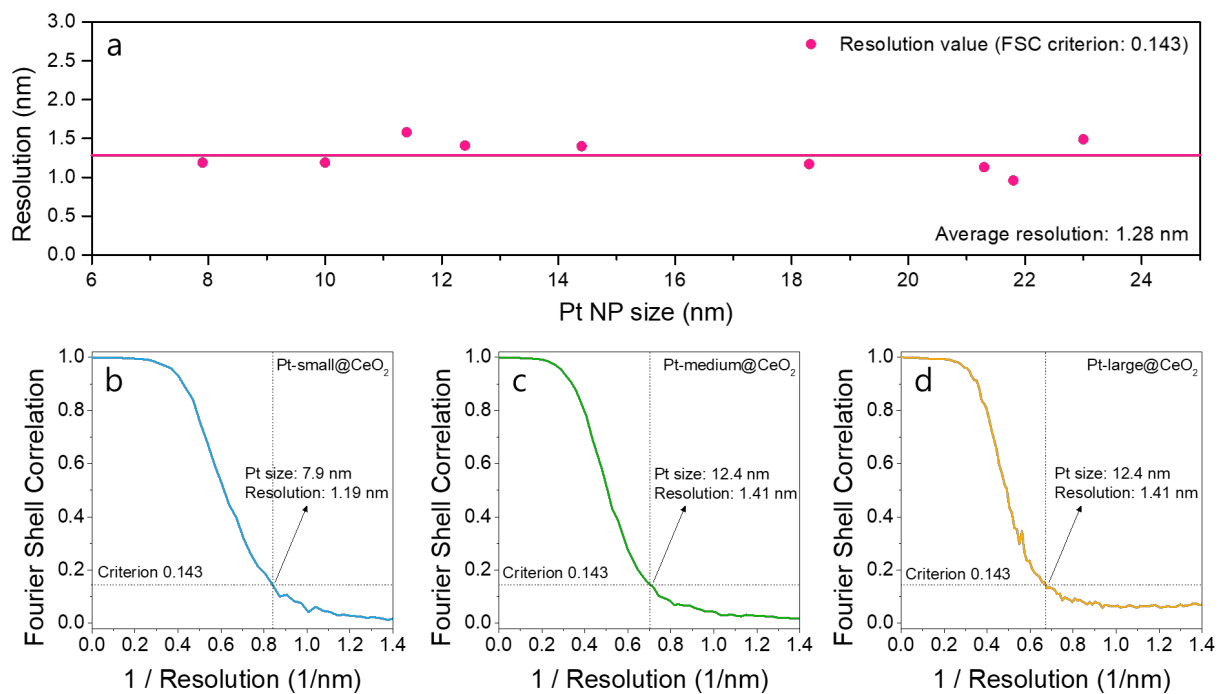 a
Resolution value (FSC criterion: 0.143)
Average resolution: 1.28 nm
Resolution (nm)
3.0
2.5
2.0
1.5
1.0
0.5
0.0
6 8 10 12 14 16 18 20 22 24
Pt NP size (nm)
b
Pt-small@CeO₂
Pt size: 7.9 nm
Resolution: 1.19 nm
Criterion 0.143
Fourier Shell Correlation
1.0
0.8
0.6
0.4
0.2
0.0
0.0 0.2 0.4 0.6 0.8 1.0 1.2 1.4
1 / Resolution (1/nm)
c
Pt-medium@CeO₂
Pt size: 12.4 nm
Resolution: 1.41 nm
Criterion 0.143
Fourier Shell Correlation
1.0
0.8
0.6
0.4
0.2
0.0
0.0 0.2 0.4 0.6 0.8 1.0 1.2 1.4
1 / Resolution (1/nm)
d
Pt-large@CeO₂
Pt size: 12.4 nm
Resolution: 1.41 nm
Criterion 0.143
Fourier Shell Correlation
1.0
0.8
0.6
0.4
0.2
0.0
0.0 0.2 0.4 0.6 0.8 1.0 1.2 1.4
1 / Resolution (1/nm)